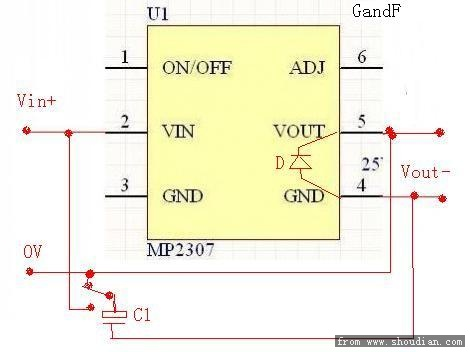 U1
GandF
1
ON/OFF
ADJ
6
Vin+
2
VIN
VOUT
5
D
25
Vout-
3
GND
GND
4
0V
MP2307
C1
from www.shoudian.com